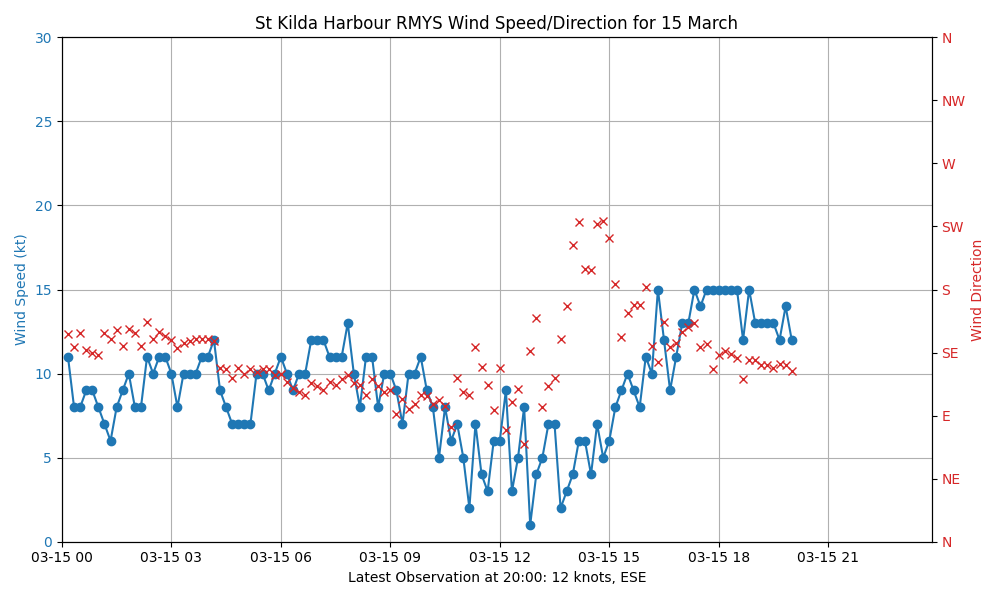 St Kilda Harbour RMYS Wind Speed/Direction for 15 March
30
25
20
15
10
5
0
Wind Speed (kt)
N
NW
W
SW
S
SE
E
NE
N
Wind Direction
03-15 00
03-15 03
03-15 06
03-15 09
03-15 12
03-15 15
03-15 18
03-15 21
Latest Observation at 20:00: 12 knots, ESE